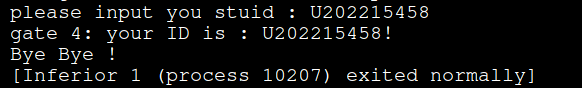 please input you stuid : U202215458
gate 4: your ID is : U202215458!
Bye Bye !
[Inferior 1 (process 10207) exited normally]